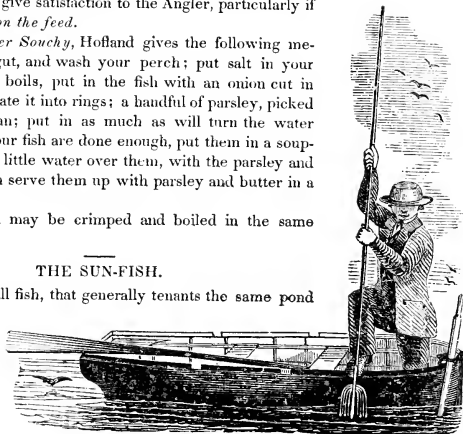 give satisfaction to the Angler, particularly if
on the feed.
er Souchy, Hofland gives the following me-
gut, and wash your perch; put salt in your
boils, put in the fish with an onion cut in
ate it into rings; a handful of parsley, picked
an; put in as much as will turn the water
our fish are done enough, put them in a soup-
little water over them, with the parsley and
serve them up with parsley and butter in a
may be crimped and boiled in the same
THE SUN-FISH.
ll fish, that generally tenants the same pond